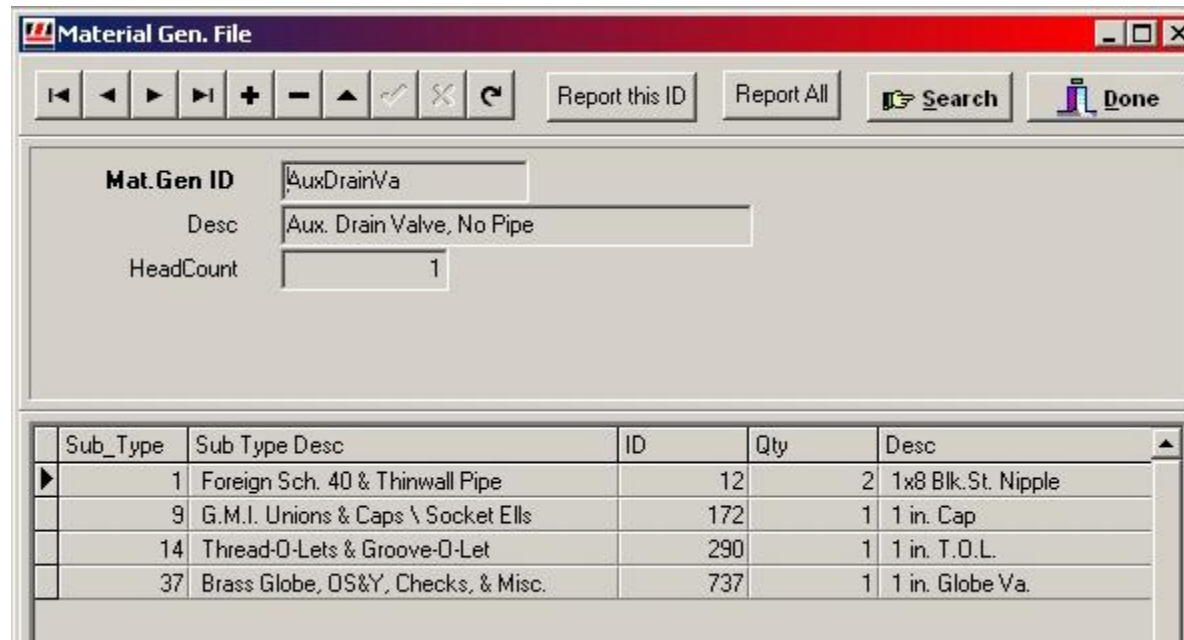 Material Gen. File
Report this ID Report All Search Done
Mat.Gen ID AuxDrainVa
Desc Aux. Drain Valve, No Pipe
HeadCount 1
Sub_Type Sub Type Desc ID Qty Desc
1 Foreign Sch. 40 & Thinwall Pipe 12 2 1x8 Blk.St. Nipple
9 G.M.I. Unions & Caps \ Socket Ells 172 1 1 in. Cap
14 Thread-O-Lets & Groove-O-Let 290 1 1 in. T.O.L.
37 Brass Globe, OS&Y, Checks, & Misc. 737 1 1 in. Globe Va.